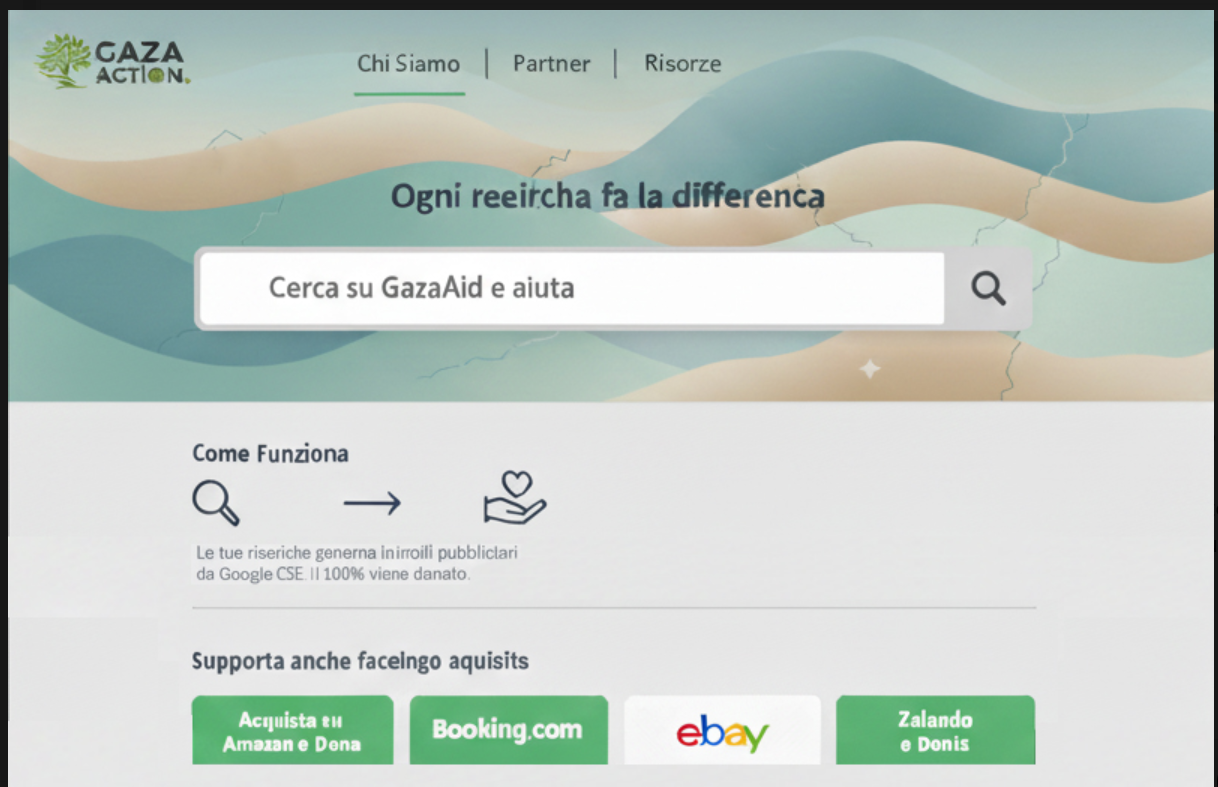 GAZA
ACTION.
Chi Siamo | Partner | Risorze
Ogni reeircha fa la differenca
Cerca su GazaAid e aiuta
Come Funziona
Le tue riseriche generna inirroili pubbliclari
da Google CSE. Il 100% viene danato.
Supporta anche facelngo aquisits
Acquista su
Amazan e Dena
Booking.com
ebay
Zalando
e Donis